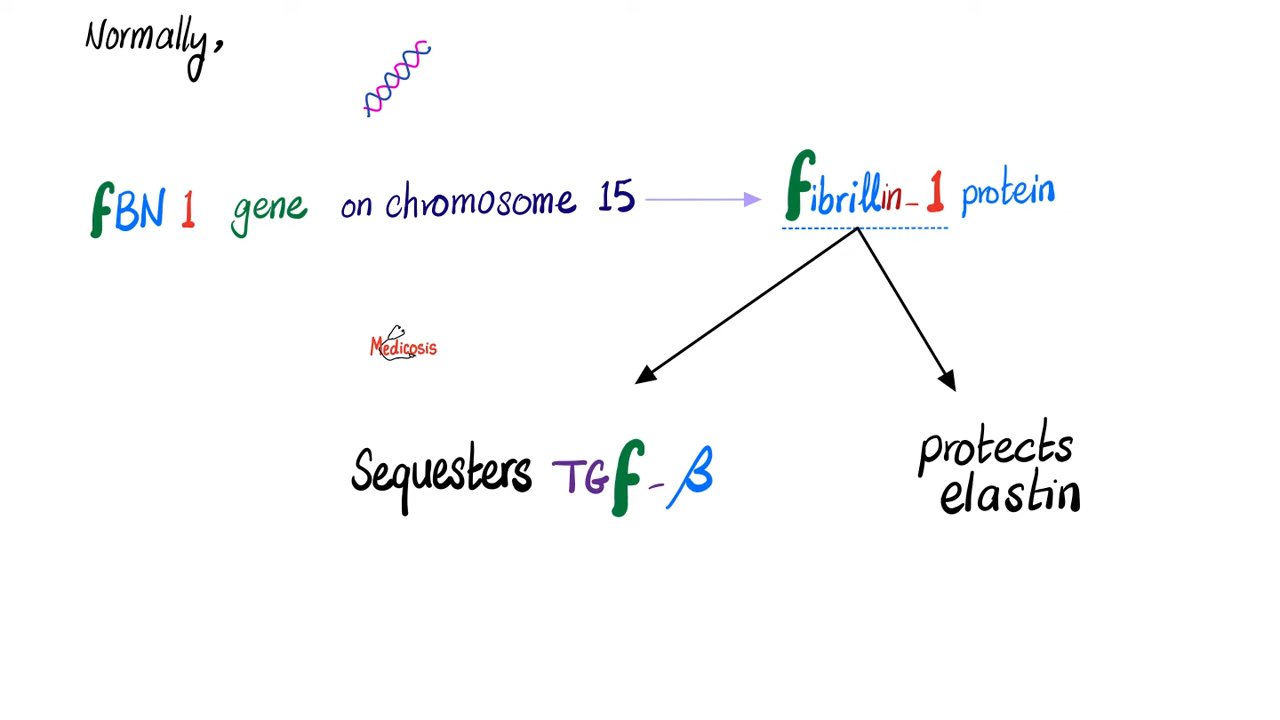 Normally,
fBN 1 gene on chromosome 15
fibrillin-1 protein
Medicosis
Sequesters TGf-β
protects
elastin